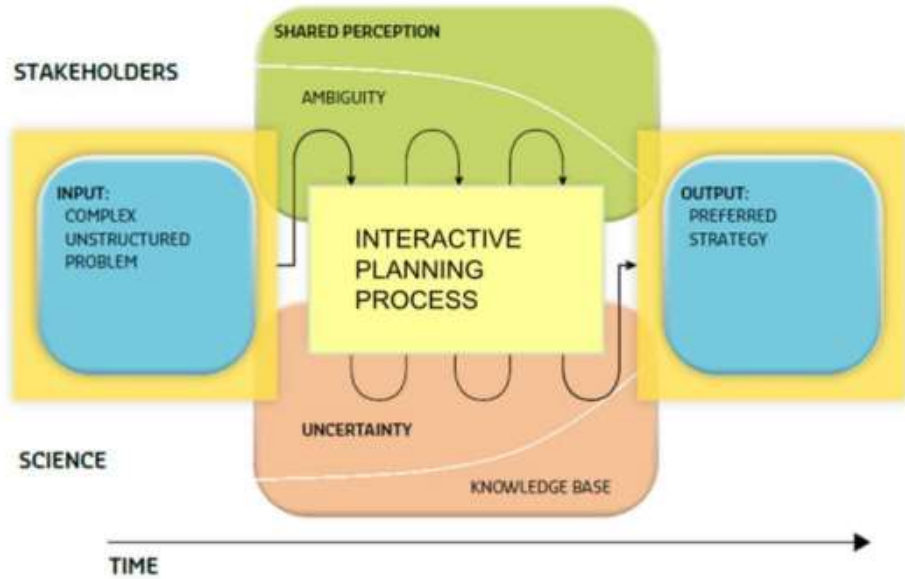 SHARED PERCEPTION
STAKEHOLDERS
AMBIGUITY
INPUT:
COMPLEX
UNSTRUCTURED
PROBLEM
INTERACTIVE
PLANNING
PROCESS
OUTPUT:
PREFERRED
STRATEGY
UNCERTAINTY
SCIENCE
KNOWLEDGE BASE
TIME